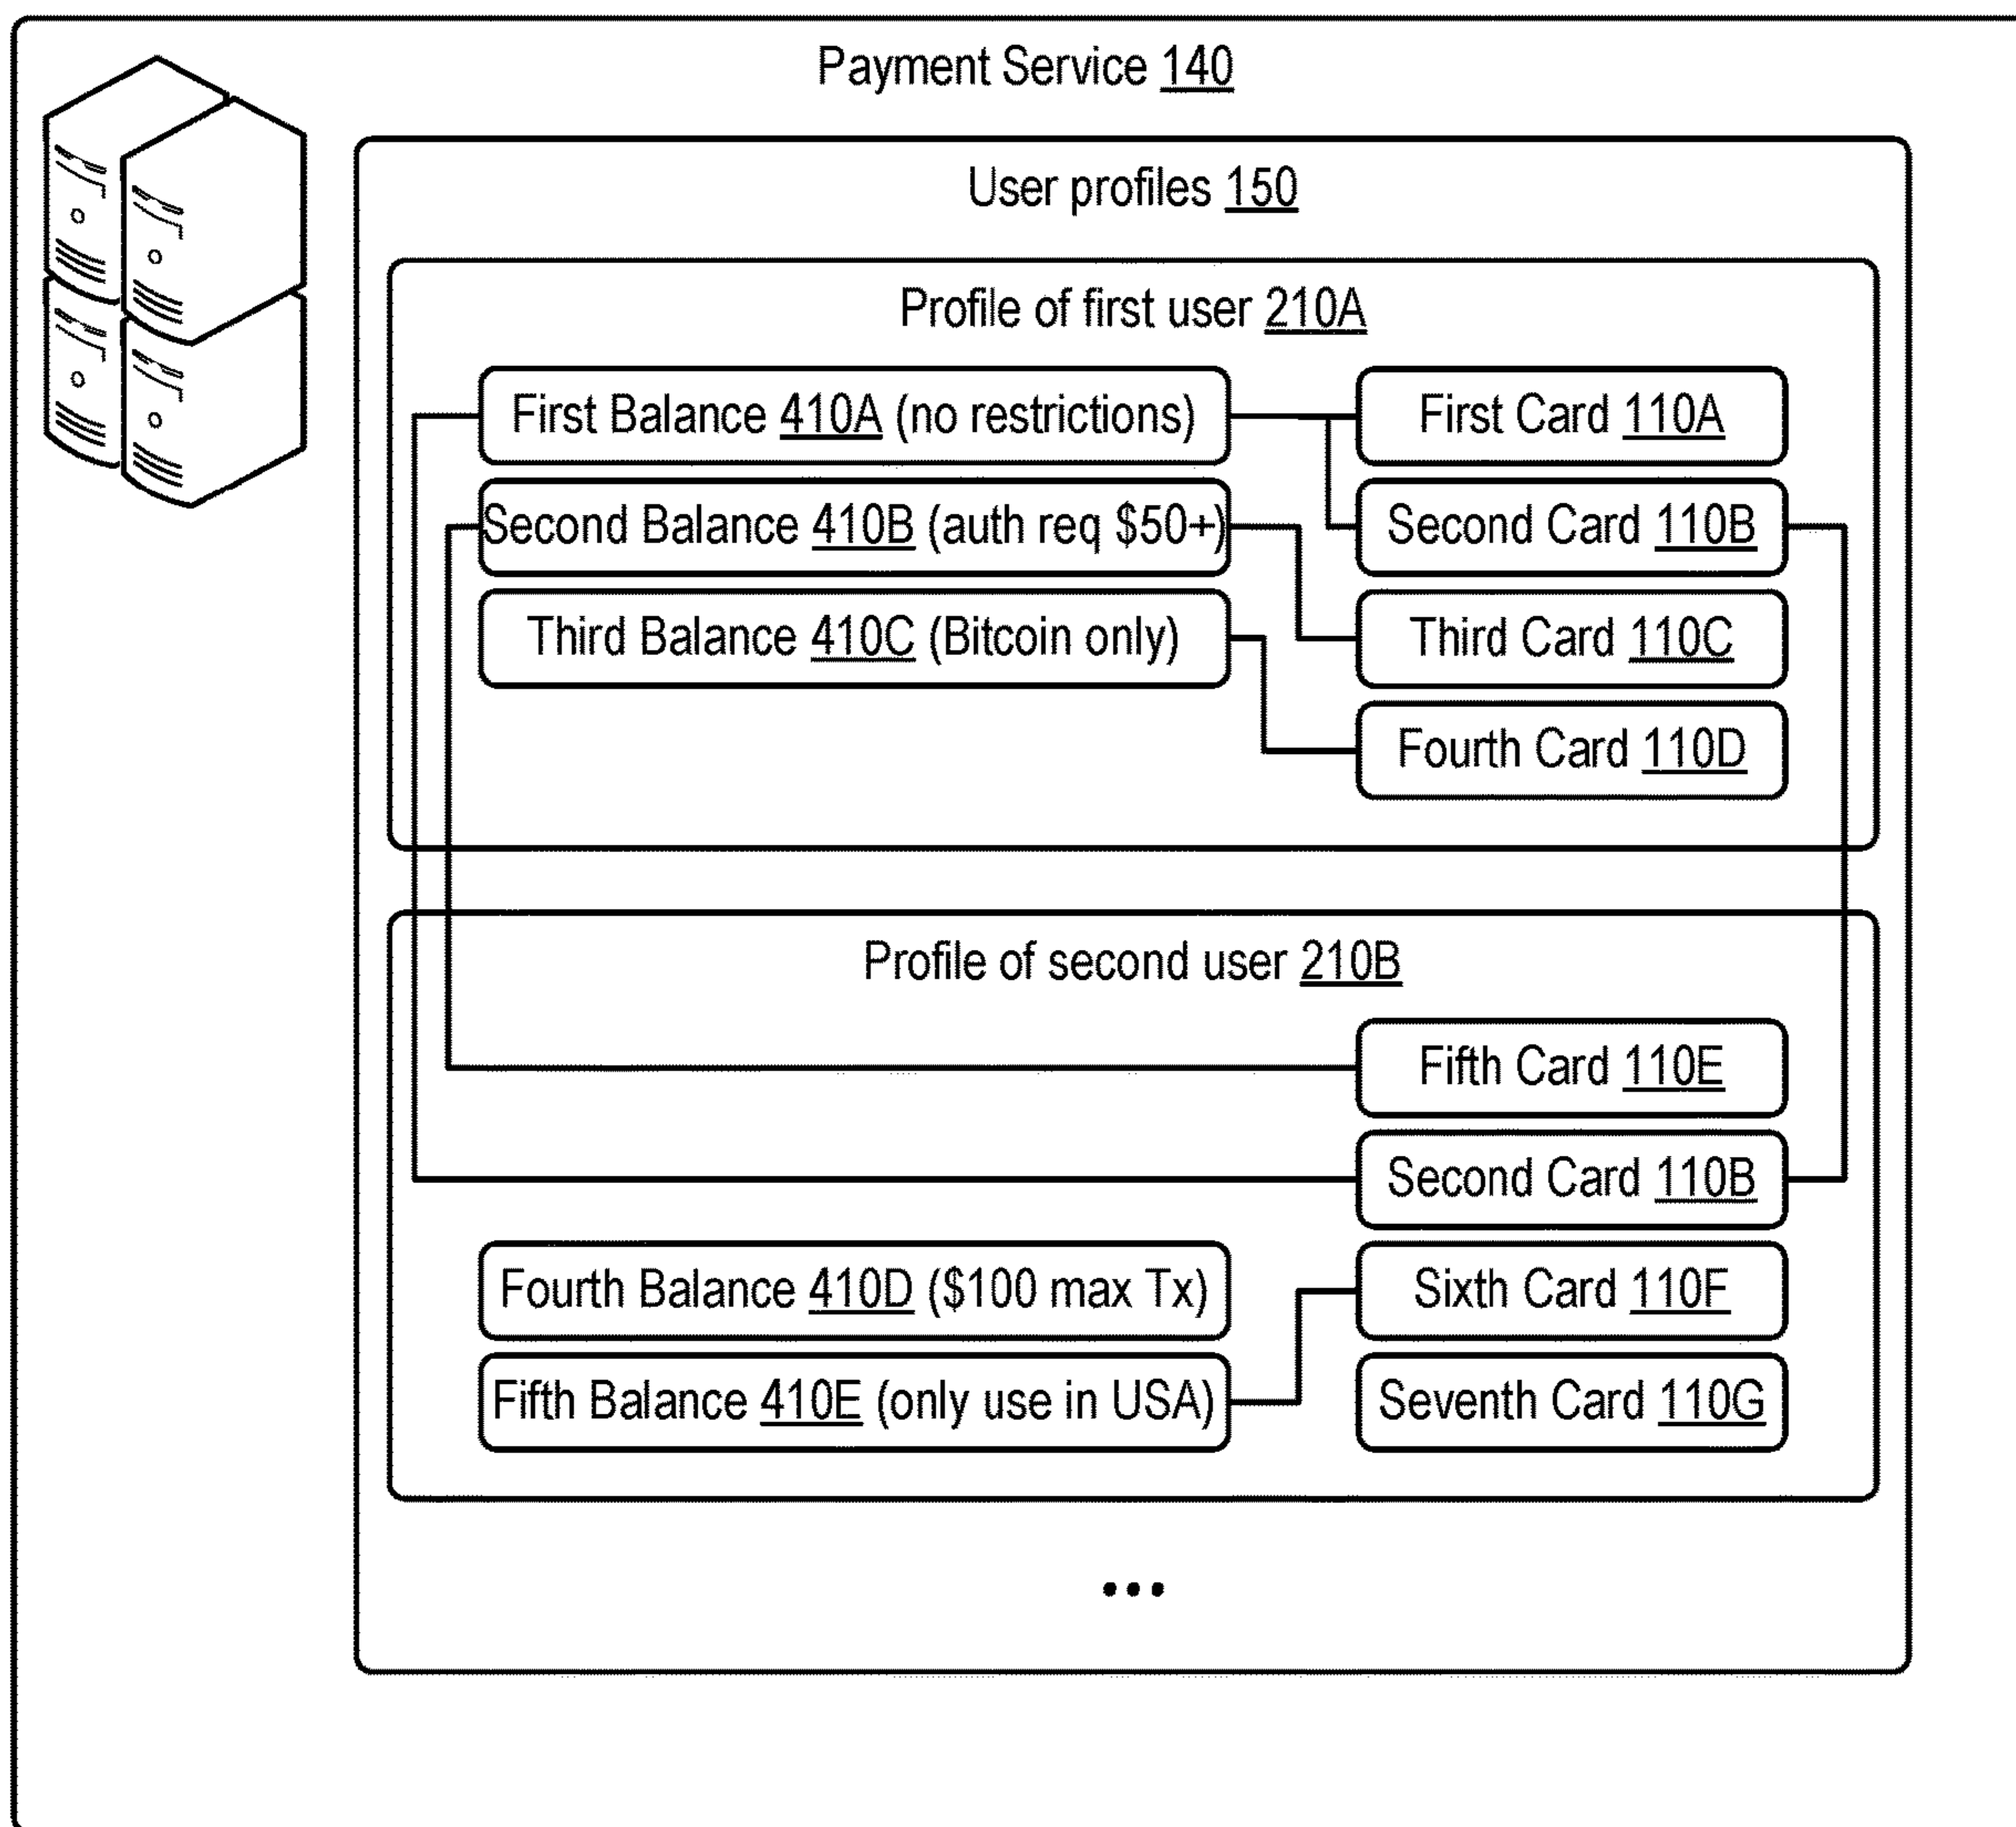 Payment Service 140
User profiles 150
Profile of first user 210A
First Balance 410A (no restrictions)
First Card 110A
Second Balance 410B (auth req $50+)
Second Card 110B
Third Balance 410C (Bitcoin only)
Third Card 110C
Fourth Card 110D
Profile of second user 210B
Fifth Card 110E
Second Card 110B
Fourth Balance 410D ($100 max Tx)
Sixth Card 110F
Fifth Balance 410E (only use in USA)
Seventh Card 110G
...